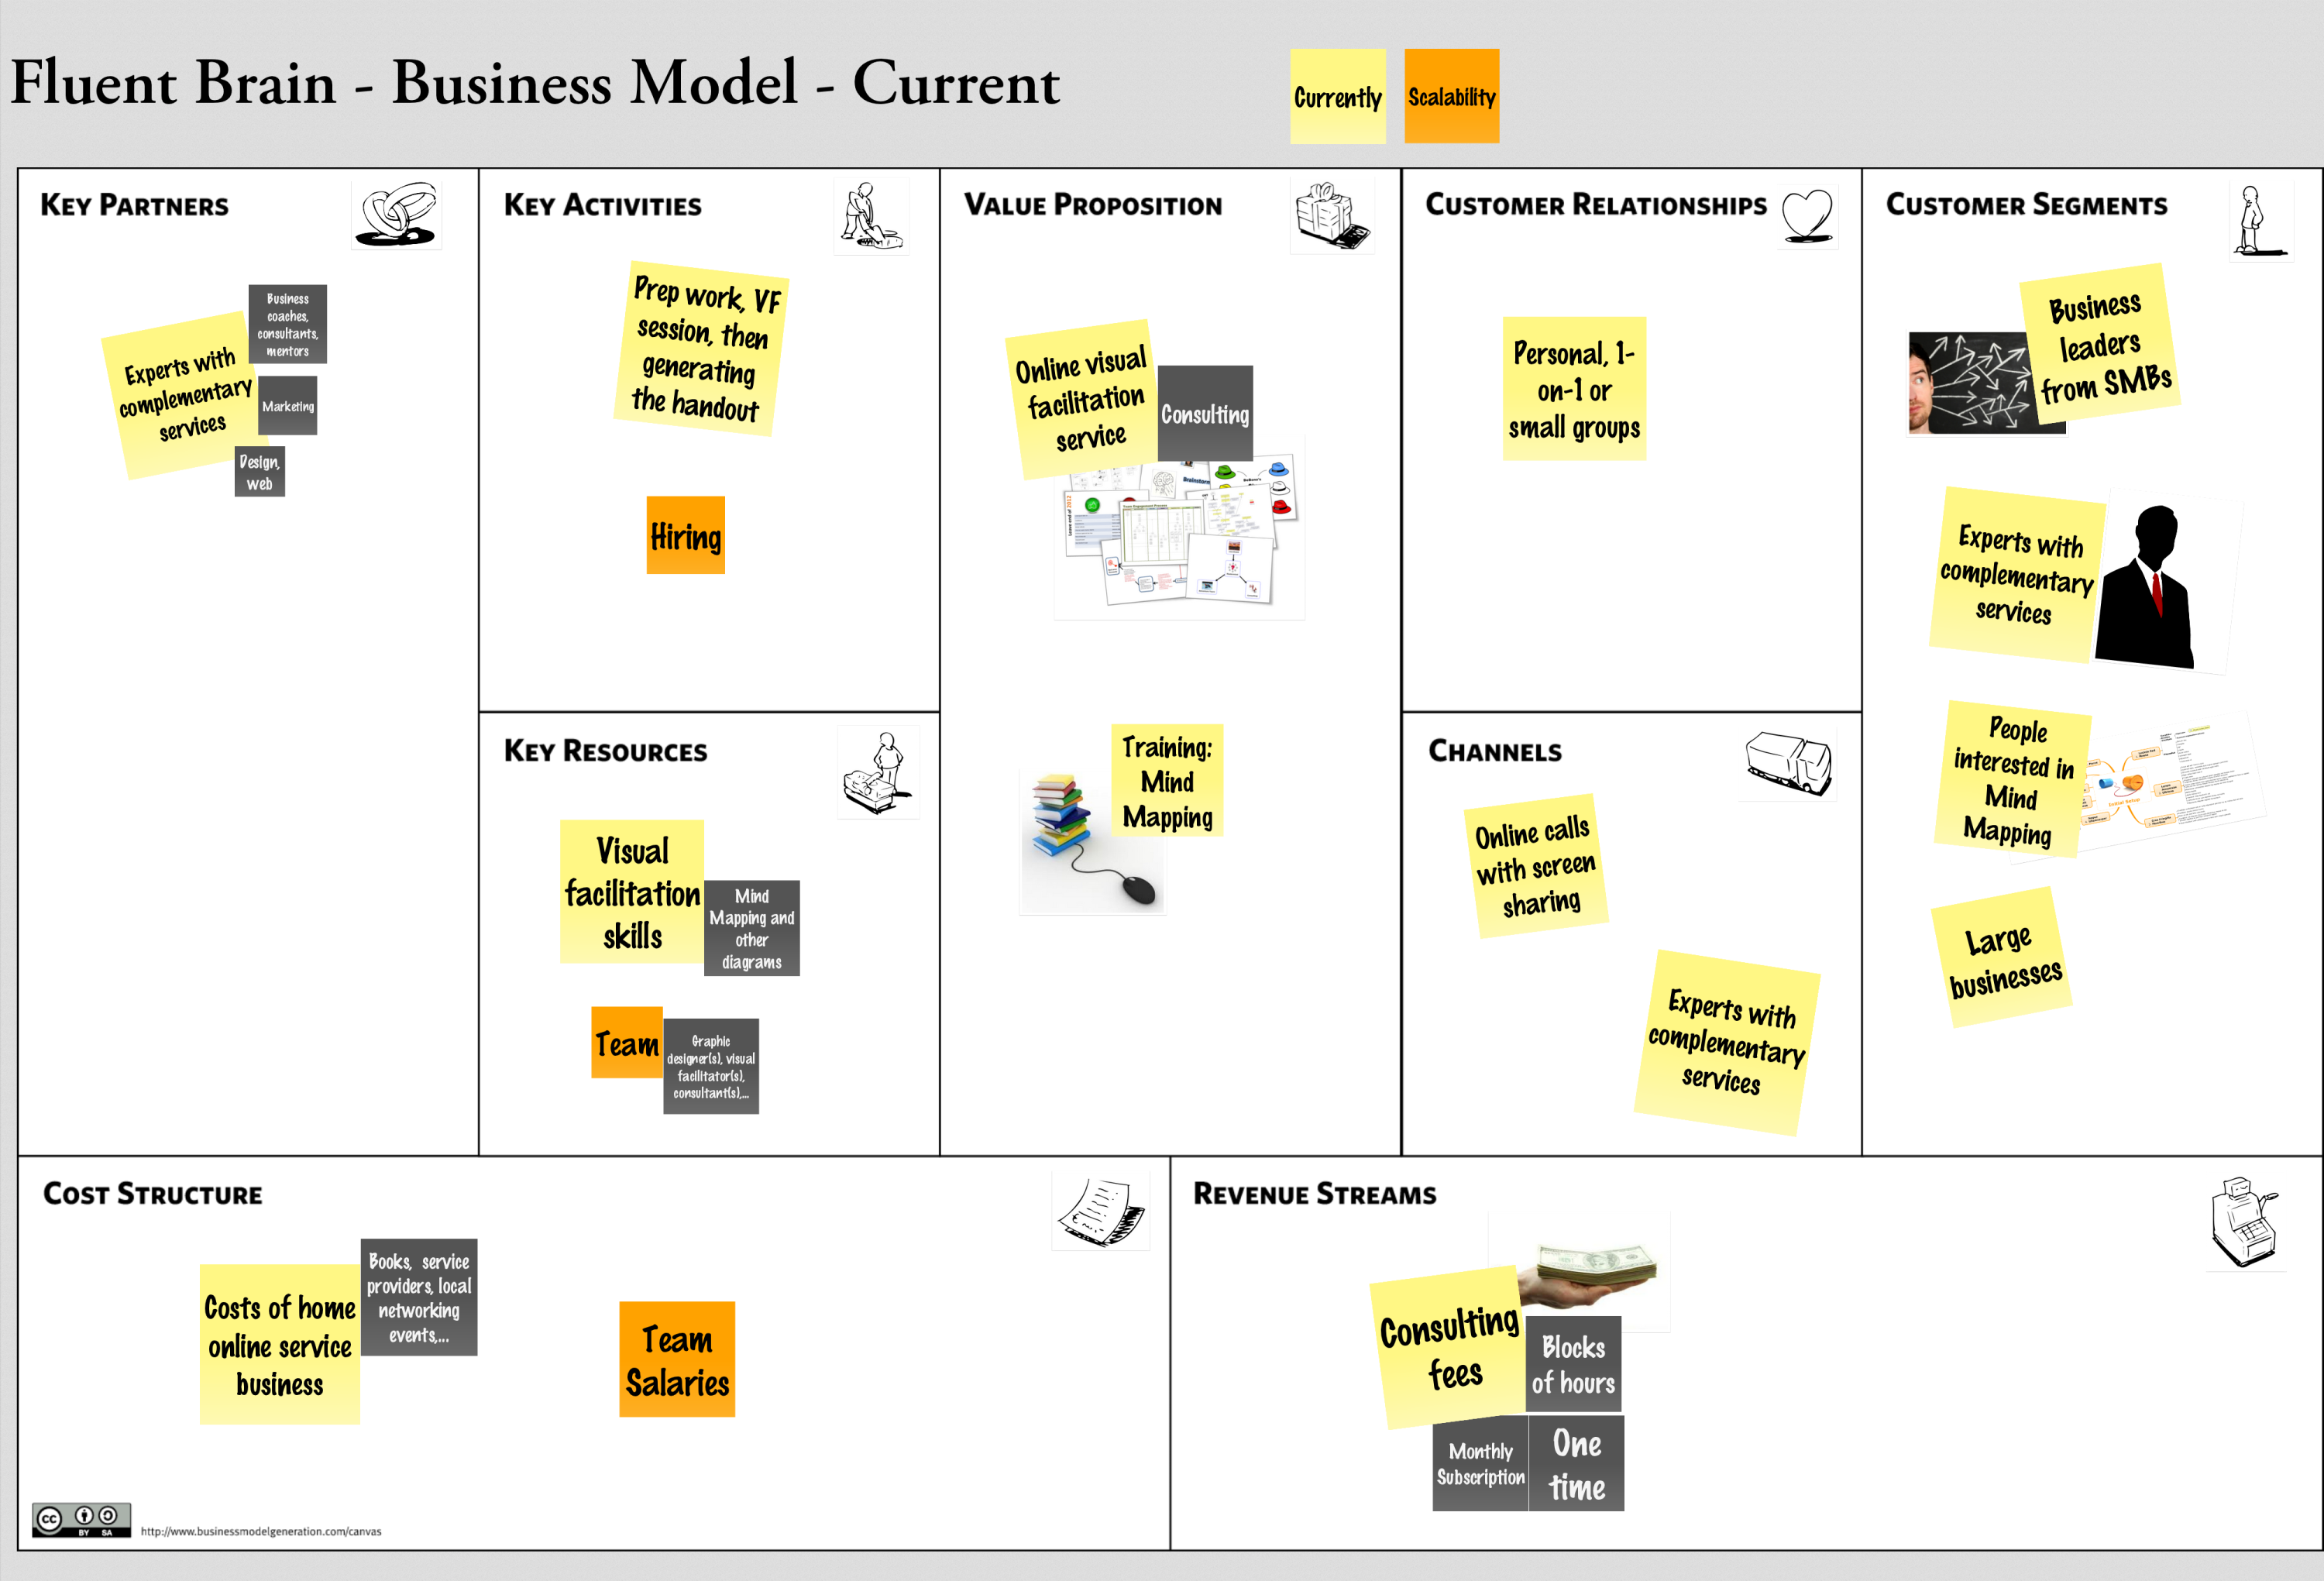 Fluent Brain - Business Model - Current
Currently
Scalability
Key Partners
Business
coaches,
consultants,
mentors
Experts with
complementary
services
Marketing
Design,
web
Key Activities
Prep work, VF
session, then
generating
the handout
Hiring
Key Resources
Visual
facilitation
skills
Mind
Mapping and
other
diagrams
Team
Graphic
designer(s), visual
facilitator(s),
consultant(s),...
Value Proposition
Online visual
facilitation
service
Consulting
Training:
Mind
Mapping
Customer Relationships
Personal, 1-
on-1 or
small groups
Channels
Online calls
with screen
sharing
Experts with
complementary
services
Customer Segments
Business
leaders
from SMBs
Experts with
complementary
services
People
interested in
Mind
Mapping
Large
businesses
Cost Structure
Costs of home
online service
business
Books, service
providers, local
networking
events,...
Team
Salaries
Revenue Streams
Consulting
fees
Blocks
of hours
Monthly
Subscription
One
time
cc
BY SA
http://www.businessmodelgeneration.com/canvas